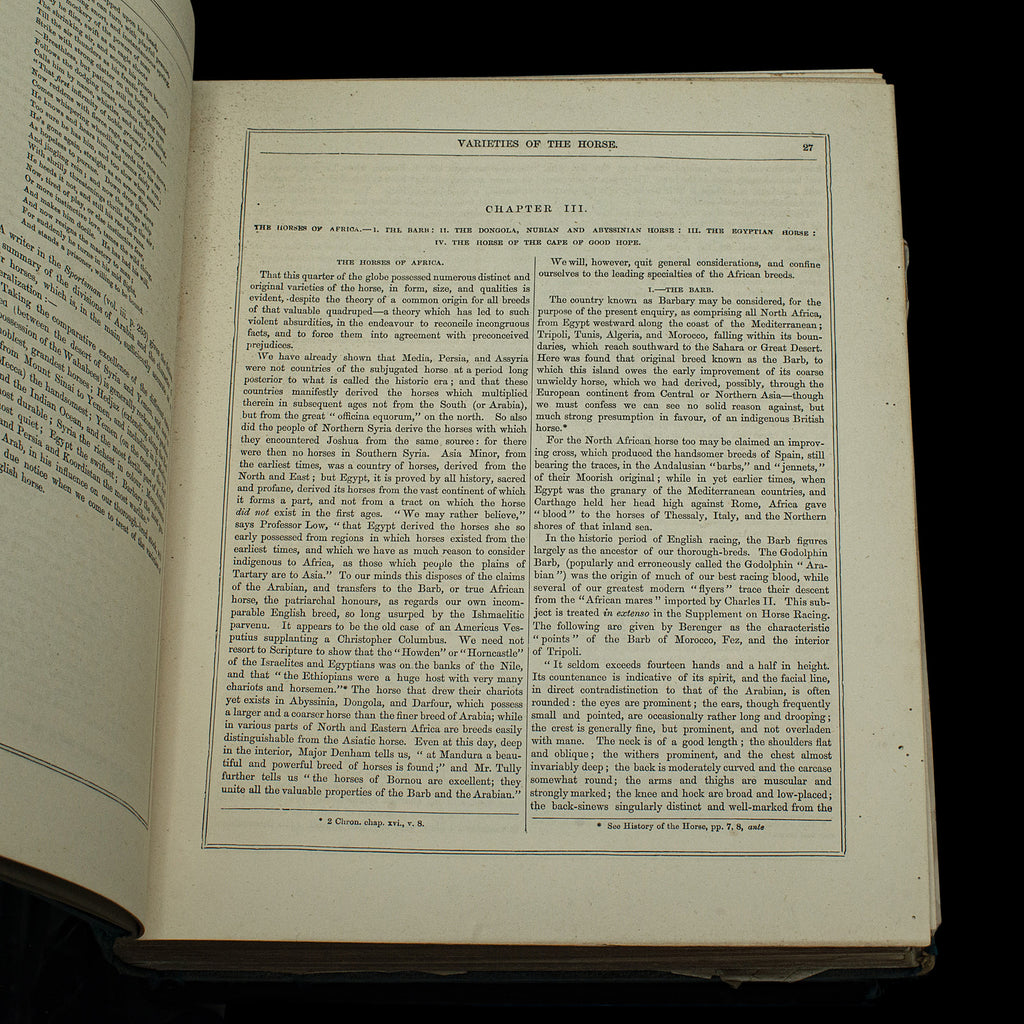 VARIETIES OF THE HORSE.
27
CHAPTER III.
THE HORSES OF AFRICA.—I. THE BARB: II. THE DONGOLA, NUBIAN AND ABYSSINIAN HORSE: III. THE EGYPTIAN HORSE:
IV. THE HORSE OF THE CAPE OF GOOD HOPE.
THE HORSES OF AFRICA.
That this quarter of the globe possessed numerous distinct and
original varieties of the horse, in form, size, and qualities is
evident, despite the theory of a common origin for all breeds
of that valuable quadruped—a theory which has led to such
violent absurdities, in the endeavour to reconcile incongruous
facts, and to force them into agreement with preconceived
prejudices.
We have already shown that Media, Persia, and Assyria
were not countries of the subjugated horse at a period long
posterior to what is called the historic era; and that these
countries manifestly derived the horses which multiplied
therein in subsequent ages not from the South (or Arabia),
but from the great "officina equorum," on the north. So also
did the people of Northern Syria derive the horses with which
they encountered Joshua from the same source: for there
were then no horses in Southern Syria. Asia Minor, from
the earliest times, was a country of horses, derived from the
North and East; but Egypt, it is proved by all history, sacred
and profane, derived its horses from the vast continent of which
it forms a part, and not from a tract on which the horse
did not exist in the first ages. "We may rather believe,"
says Professor Low, "that Egypt derived the horses she so
early possessed from regions in which horses existed from the
earliest times, and which we have as much reason to consider
indigenous to Africa, as those which people the plains of
Tartary are to Asia." To our minds this disposes of the claims
of the Arabian, and transfers to the Barb, or true African
horse, the patriarchal honours, as regards our own incom-
parable English breed, so long usurped by the Ishmaelitic
parvenu. It appears to be the old case of an Americus Ves-
putius supplanting a Christopher Columbus. We need not
resort to Scripture to show that the "Howden" or "Horncastle"
of the Israelites and Egyptians was on the banks of the Nile,
and that "the Ethiopians were a huge host with very many
chariots and horsemen."* The horse that drew their chariots
yet exists in Abyssinia, Dongola, and Darfour, which possess
a larger and a coarser horse than the finer breed of Arabia; while
in various parts of North and Eastern Africa are breeds easily
distinguishable from the Asiatic horse. Even at this day, deep
in the interior, Major Denham tells us, "at Mandura a beau-
tiful and powerful breed of horses is found;" and Mr. Tully
further tells us "the horses of Bornou are excellent; they
unite all the valuable properties of the Barb and the Arabian."
* 2 Chron. chap. xvi., v. 8.
We will, however, quit general considerations, and confine
ourselves to the leading specialties of the African breeds.
I.—THE BARB.
The country known as Barbary may be considered, for the
purpose of the present enquiry, as comprising all North Africa,
from Egypt westward along the coast of the Mediterranean;
Tripoli, Tunis, Algeria, and Morocco, falling within its boun-
daries, which reach southward to the Sahara or Great Desert.
Here was found that original breed known as the Barb, to
which this island owes the early improvement of its coarse
unwieldy horse, which we had derived, possibly, through the
European continent from Central or Northern Asia—though
we must confess we can see no solid reason against, but
much strong presumption in favour, of an indigenous British
horse.*
For the North African horse too may be claimed an improv-
ing cross, which produced the handsomer breeds of Spain, still
bearing the traces, in the Andalusian "barbs," and "jennets,"
of their Moorish original; while in yet earlier times, when
Egypt was the granary of the Mediterranean countries, and
Carthage held her head high against Rome, Africa gave
"blood" to the horses of Thessaly, Italy, and the Northern
shores of that inland sea.
In the historic period of English racing, the Barb figures
largely as the ancestor of our thorough-breds. The Godolphin
Barb, (popularly and erroneously called the Godolphin "Ara-
bian") was the origin of much of our best racing blood, while
several of our greatest modern "flyers" trace their descent
from the "African mares" imported by Charles II. This sub-
ject is treated in extenso in the Supplement on Horse Racing.
The following are given by Berenger as the characteristic
"points" of the Barb of Morocco, Fez, and the interior
of Tripoli.
"It seldom exceeds fourteen hands and a half in height.
Its countenance is indicative of its spirit, and the facial line,
in direct contradistinction to that of the Arabian, is often
rounded: the eyes are prominent; the ears, though frequently
small and pointed, are occasionally rather long and drooping;
the crest is generally fine, but prominent, and not overladen
with mane. The neck is of a good length; the shoulders flat
and oblique; the withers prominent, and the chest almost
invariably deep; the back is moderately curved and the carcase
somewhat round; the arms and thighs are muscular and
strongly marked; the knee and hock are broad and low-placed;
the back-sinews singularly distinct and well-marked from the
* See History of the Horse, pp. 7, 8, ante